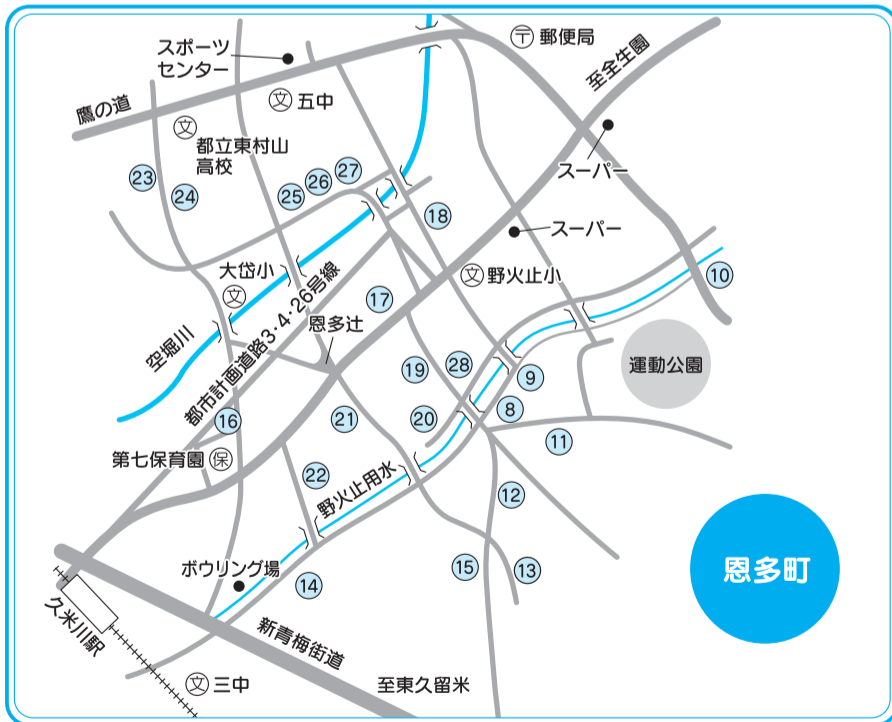 〒 郵便局
スポーツ
センター
至全生園
鷹の道
文 五中
文
都立東村山
高校
スーパー
23
24
25
26
27
18
スーパー
大岱小
文
文 野火止小
10
空堀川
都市計画道路3・4・26号線
17
恩多辻
運動公園
19
28
9
8
16
21
20
11
第七保育園 保
22
野火止用水
12
ボウリング場
14
15
13
恩多町
久米川駅
新青梅街道
文 三中
至東久留米